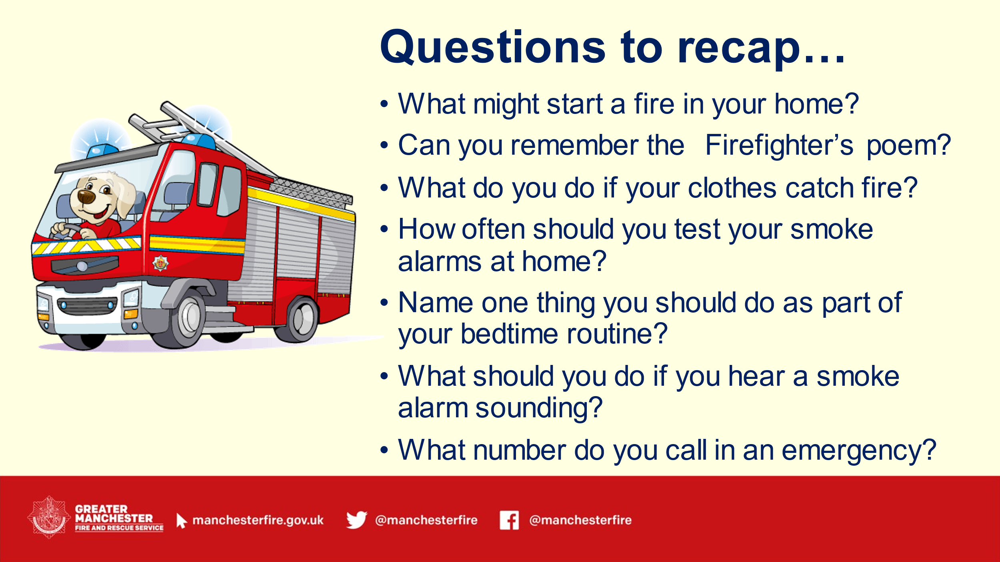 Questions to recap…
• What might start a fire in your home?
• Can you remember the Firefighter’s poem?
• What do you do if your clothes catch fire?
• How often should you test your smoke
alarms at home?
• Name one thing you should do as part of
your bedtime routine?
• What should you do if you hear a smoke
alarm sounding?
• What number do you call in an emergency?
GREATER
MANCHESTER
FIRE AND RESCUE SERVICE
manchesterfire.gov.uk
@manchesterfire
@manchesterfire